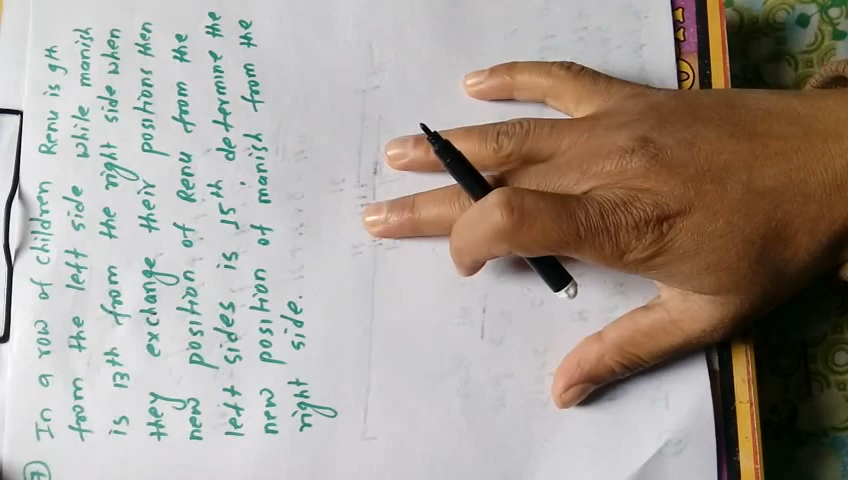 7 In a row of children Renu is 9th
from the left side while manish
is 13th from the right side when
they exchange their positions then
new position of Renu from the
left sides is 15th determine the
new position of manish from the
right side.